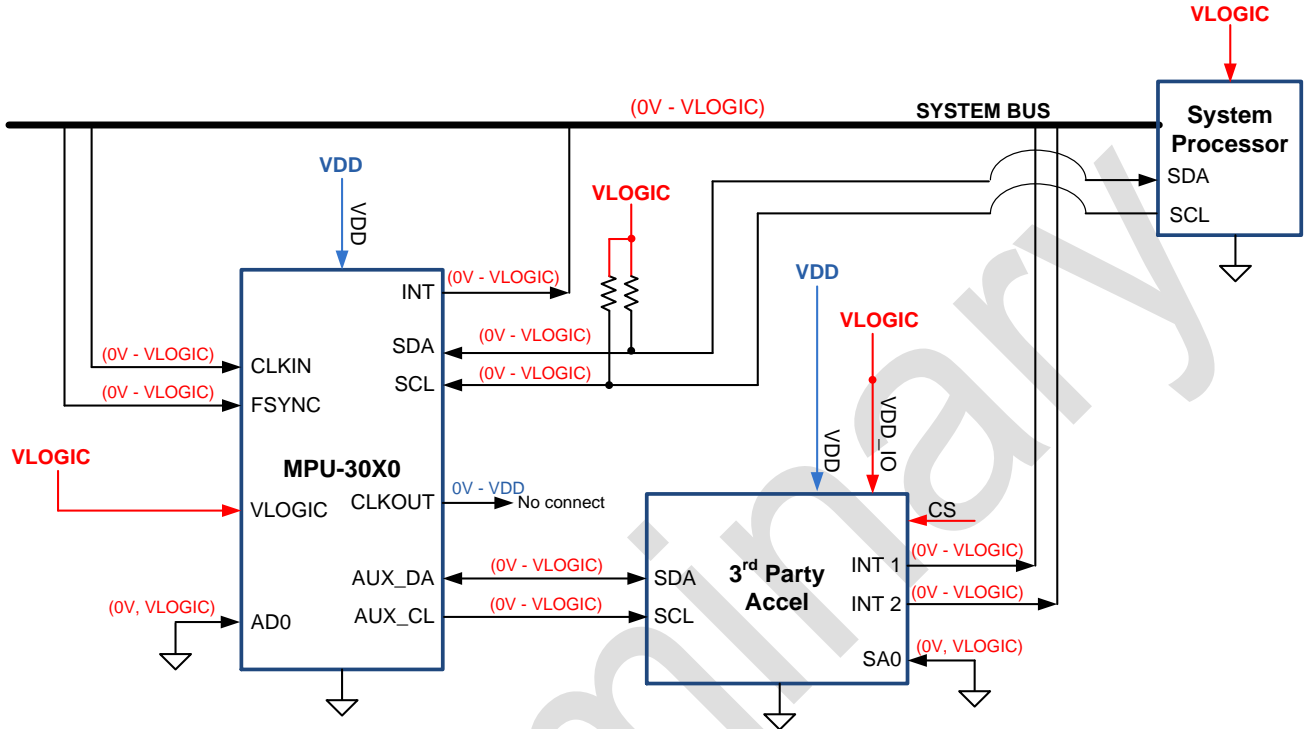 VLOGIC
(0V - VLOGIC)
SYSTEM BUS
System
Processor
SDA
SCL
VDD
VDD
VLOGIC
INT
(0V - VLOGIC)
SDA
(0V - VLOGIC)
SCL
(0V - VLOGIC)
(0V - VLOGIC)
CLKIN
(0V - VLOGIC)
FSYNC
MPU-30X0
VLOGIC
VLOGIC
CLKOUT
0V - VDD
No connect
AUX_DA
(0V - VLOGIC)
AUX_CL
(0V - VLOGIC)
(0V, VLOGIC)
AD0
VDD
VDD
VLOGIC
VDD_IO
CS
SDA
SCL
3rd Party
Accel
INT 1
(0V - VLOGIC)
INT 2
(0V - VLOGIC)
SA0
(0V, VLOGIC)
minary